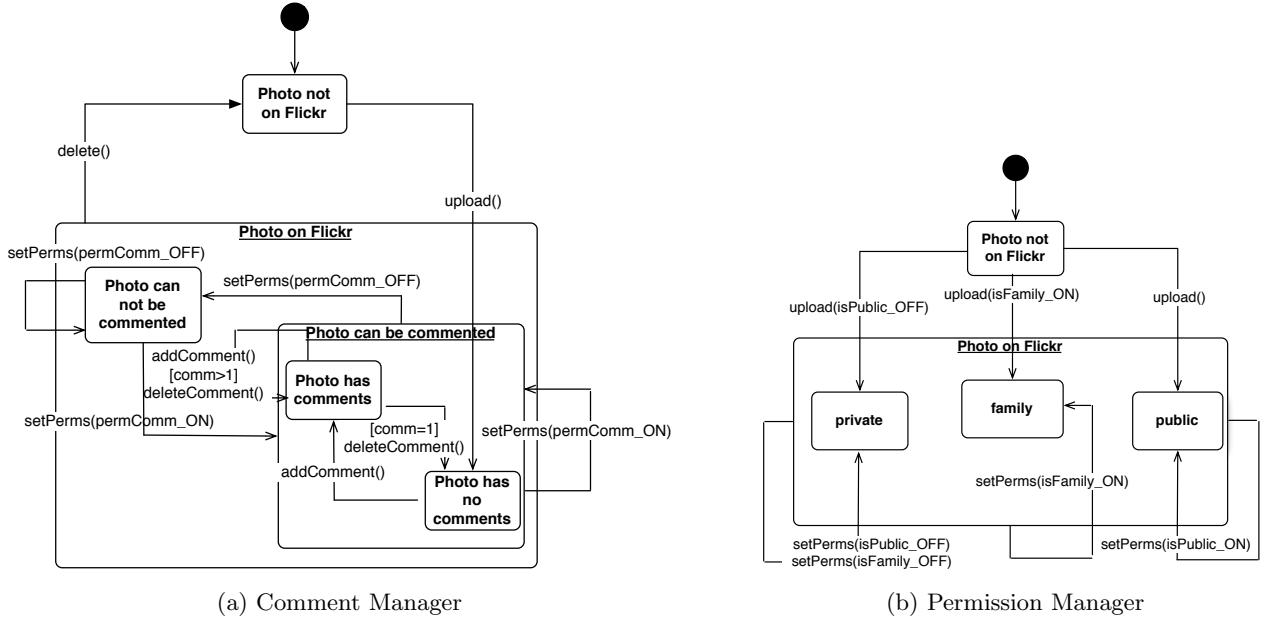 Photo not
on Flickr
delete()
upload()
Photo on Flickr
setPerms(permComm_OFF)
Photo can
not be
commented
setPerms(permComm_OFF)
Photo can be commented
addComment()
[comm>1]
deleteComment()
Photo has
comments
setPerms(permComm_ON)
[comm=1]
deleteComment()
setPerms(permComm_ON)
addComment()
Photo has
no
comments
(a) Comment Manager
Photo not
on Flickr
upload(isPublic_OFF)
upload(isFamily_ON)
upload()
Photo on Flickr
private
family
public
setPerms(isFamily_ON)
setPerms(isPublic_OFF)
setPerms(isFamily_OFF)
setPerms(isPublic_ON)
(b) Permission Manager